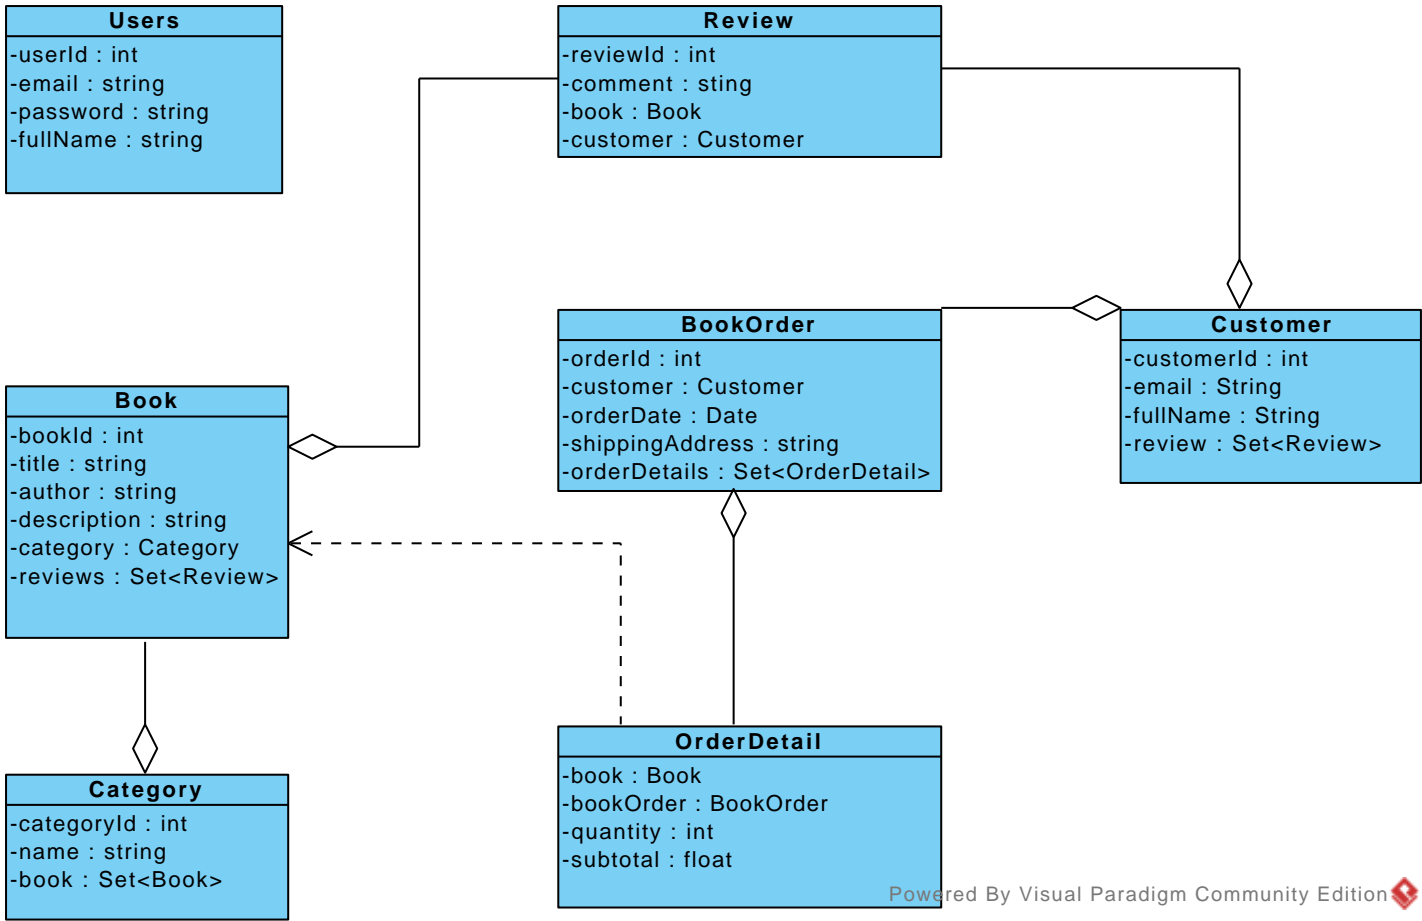 Users
-userId : int
-email : string
-password : string
-fullName : string
Review
-reviewId : int
-comment : sting
-book : Book
-customer : Customer
BookOrder
-orderId : int
-customer : Customer
-orderDate : Date
-shippingAddress : string
-orderDetails : Set<OrderDetail>
Customer
-customerId : int
-email : String
-fullName : String
-review : Set<Review>
Book
-bookId : int
-title : string
-author : string
-description : string
-category : Category
-reviews : Set<Review>
OrderDetail
-book : Book
-bookOrder : BookOrder
-quantity : int
-subtotal : float
Category
-categoryId : int
-name : string
-book : Set<Book>
Powered By Visual Paradigm Community Edition